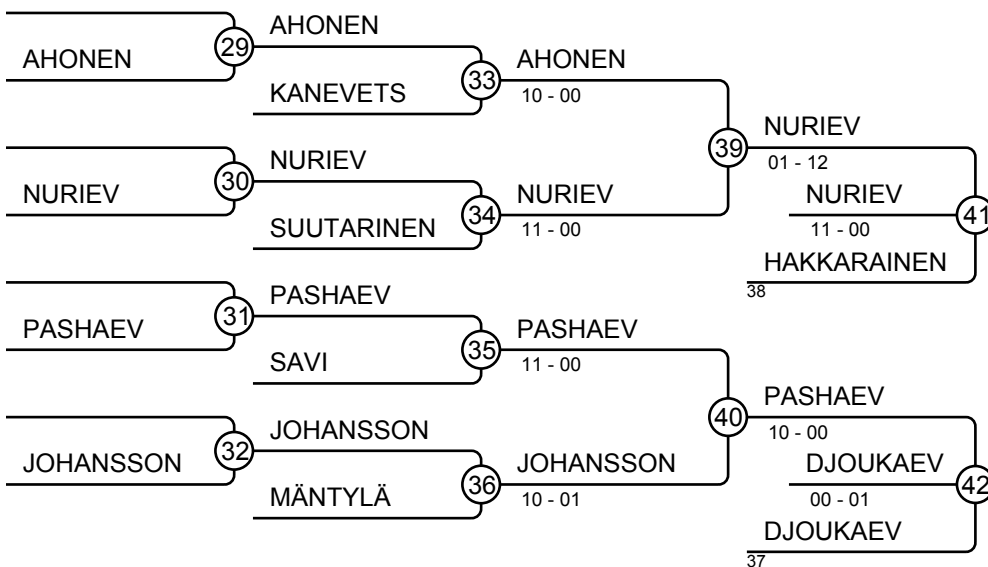 AHONEN
29
AHONEN
KANEVETS
33
AHONEN
10 - 00
NURIEV
30
NURIEV
SUUTARINEN
34
NURIEV
11 - 00
39
NURIEV
01 - 12
NURIEV
11 - 00
41
HAKKARAINEN
38
PASHAEV
31
PASHAEV
SAVI
35
PASHAEV
11 - 00
JOHANSSON
32
JOHANSSON
MÄNTYLÄ
36
JOHANSSON
10 - 01
40
PASHAEV
10 - 00
DJOUKAEV
00 - 01
42
DJOUKAEV
37